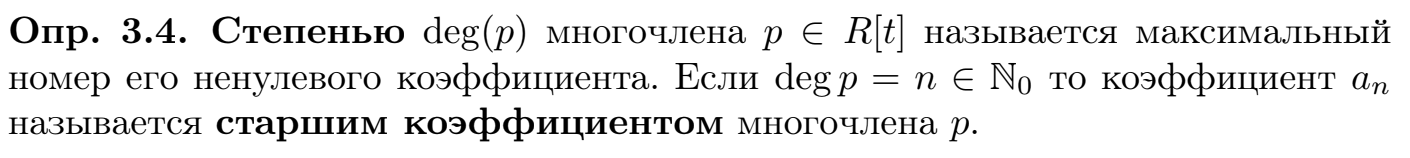 Опр. 3.4. Степенью deg(p) многочлена p ∈ R[t] называется максимальный
номер его ненулевого коэффициента. Если deg p = n ∈ ℕ₀ то коэффициент aₙ
называется старшим коэффициентом многочлена p.